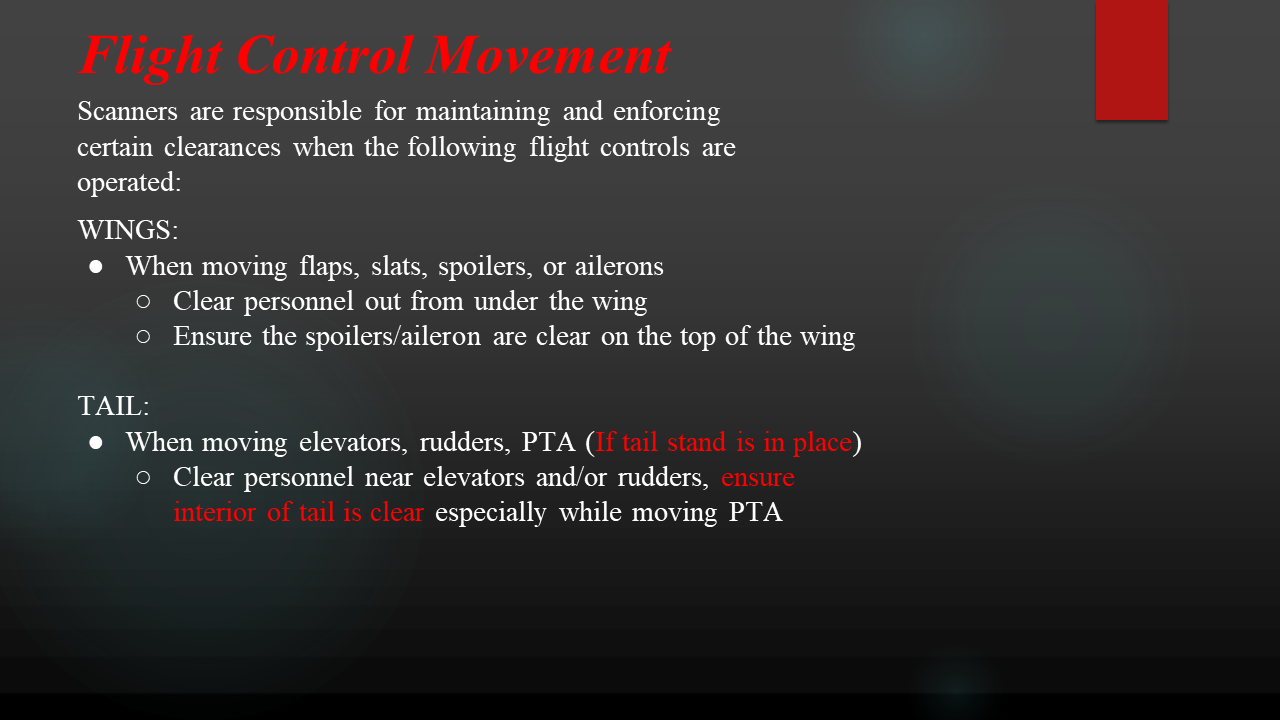 Flight Control Movement
Scanners are responsible for maintaining and enforcing
certain clearances when the following flight controls are
operated:
WINGS:
● When moving flaps, slats, spoilers, or ailerons
○ Clear personnel out from under the wing
○ Ensure the spoilers/aileron are clear on the top of the wing
TAIL:
● When moving elevators, rudders, PTA (If tail stand is in place)
○ Clear personnel near elevators and/or rudders, ensure
interior of tail is clear especially while moving PTA